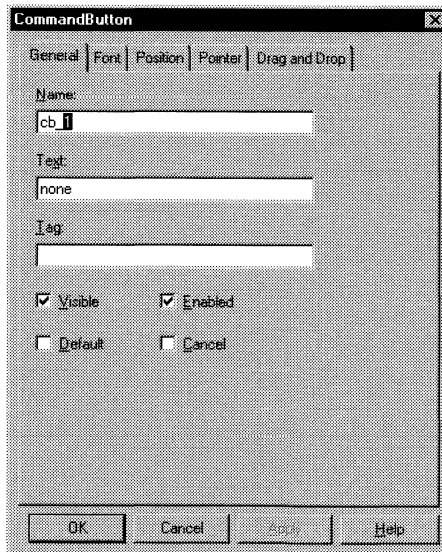 CommandButton
General Font Position Pointer Drag and Drop
Name:
cb_1
Text:
none
Tag:
Visible Enabled
Default Cancel
OK Cancel Apply Help